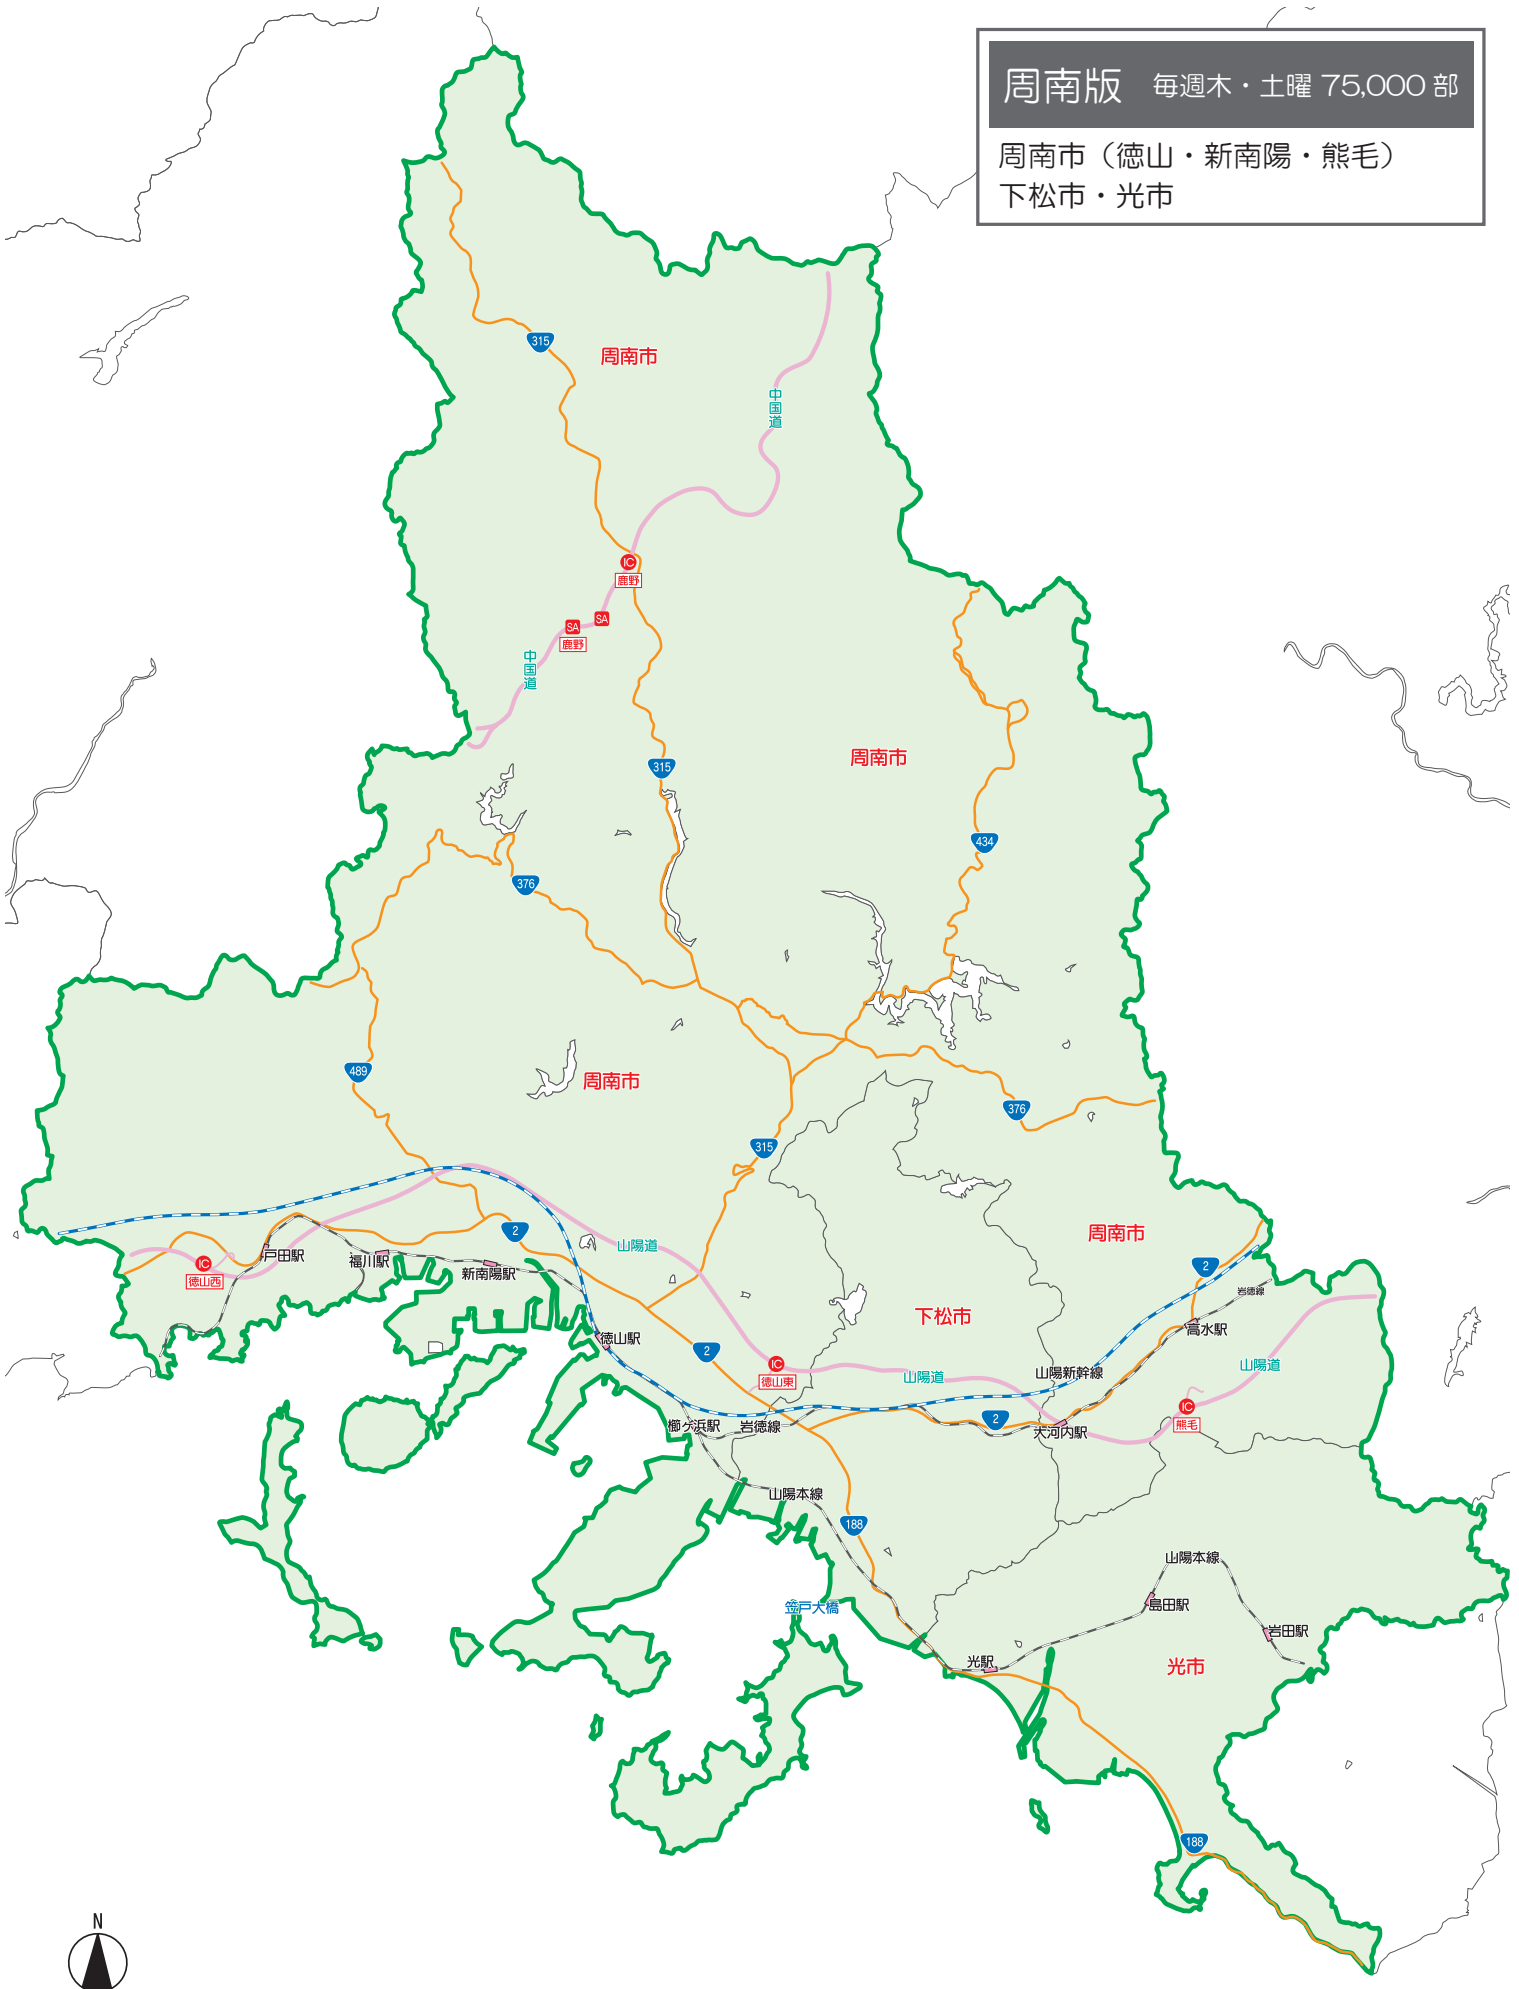 周南版 毎週木・土曜 75,000 部
周南市（徳山・新南陽・熊毛）
下松市・光市
315
周南市
中国道
IC
鹿野
SA
SA
鹿野
中国道
315
周南市
434
376
489
周南市
376
315
周南市
2
山陽道
2
岩徳線
戸田駅
福川駅
新南陽駅
IC
徳山西
下松市
高水駅
徳山駅
2
IC
徳山東
山陽道
山陽新幹線
山陽道
IC
熊毛
櫛ヶ浜駅
岩徳線
2
大河内駅
山陽本線
188
山陽本線
笠戸大橋
島田駅
岩田駅
光駅
光市
188
N